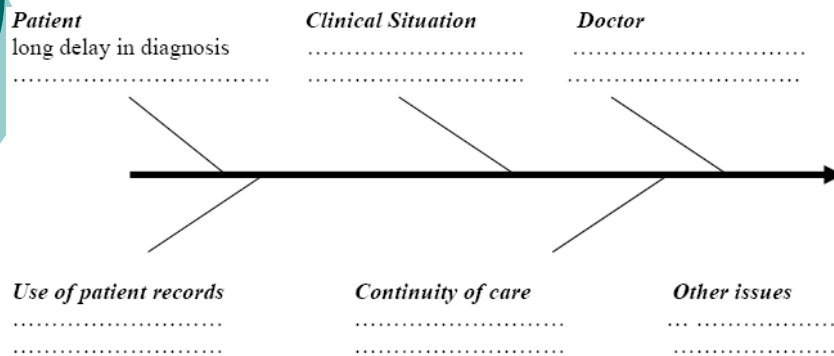 Patient
long delay in diagnosis
……………………………
Clinical Situation
……………………….
……………………….
Doctor
…………………………
…………………………
Use of patient records
………………………
………………………
Continuity of care
………………………
………………………
Other issues
… ………………
…………………